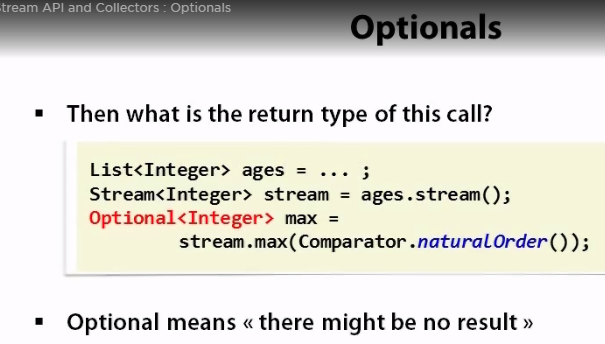 tream API and Collectors : Optionals
Optionals
▪ Then what is the return type of this call?
List<Integer> ages = ... ;
Stream<Integer> stream = ages.stream();
Optional<Integer> max =
stream.max(Comparator.naturalOrder());
▪ Optional means « there might be no result »